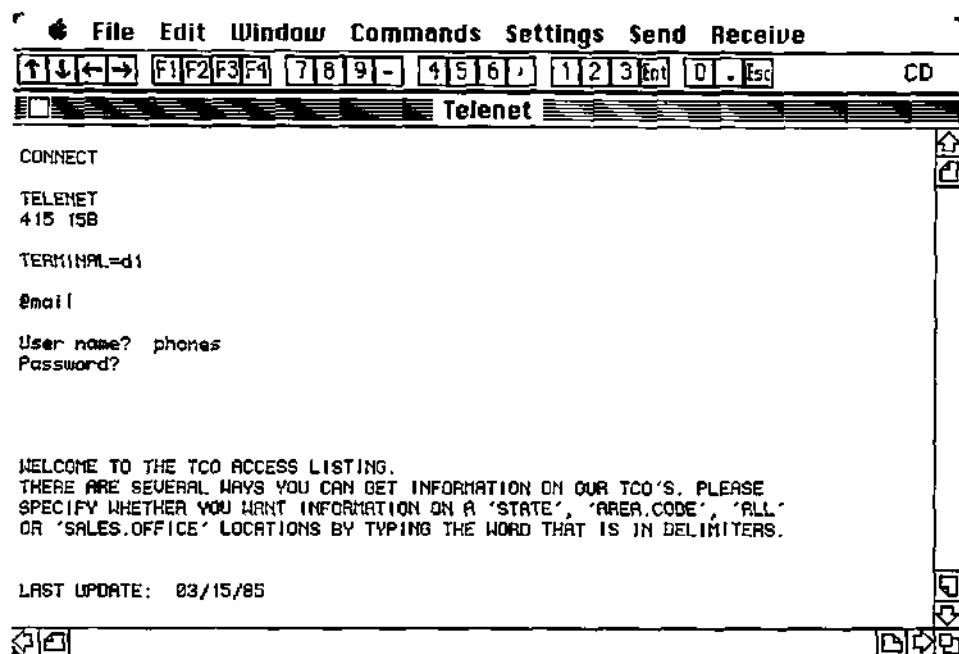 File Edit Window Commands Settings Send Receive
F1 F2 F3 F4 7 8 9 - 4 5 6 , 1 2 3 Ent 0 . Esc CD
Telenet
CONNECT
TELENET
415 15B
TERMINAL=d1
@mail
User name? phones
Password?
WELCOME TO THE TCO ACCESS LISTING.
THERE ARE SEVERAL WAYS YOU CAN GET INFORMATION ON OUR TCO'S. PLEASE
SPECIFY WHETHER YOU WANT INFORMATION ON A 'STATE', 'AREA.CODE', 'ALL'
OR 'SALES.OFFICE' LOCATIONS BY TYPING THE WORD THAT IS IN DELIMITERS.
LAST UPDATE: 03/15/85